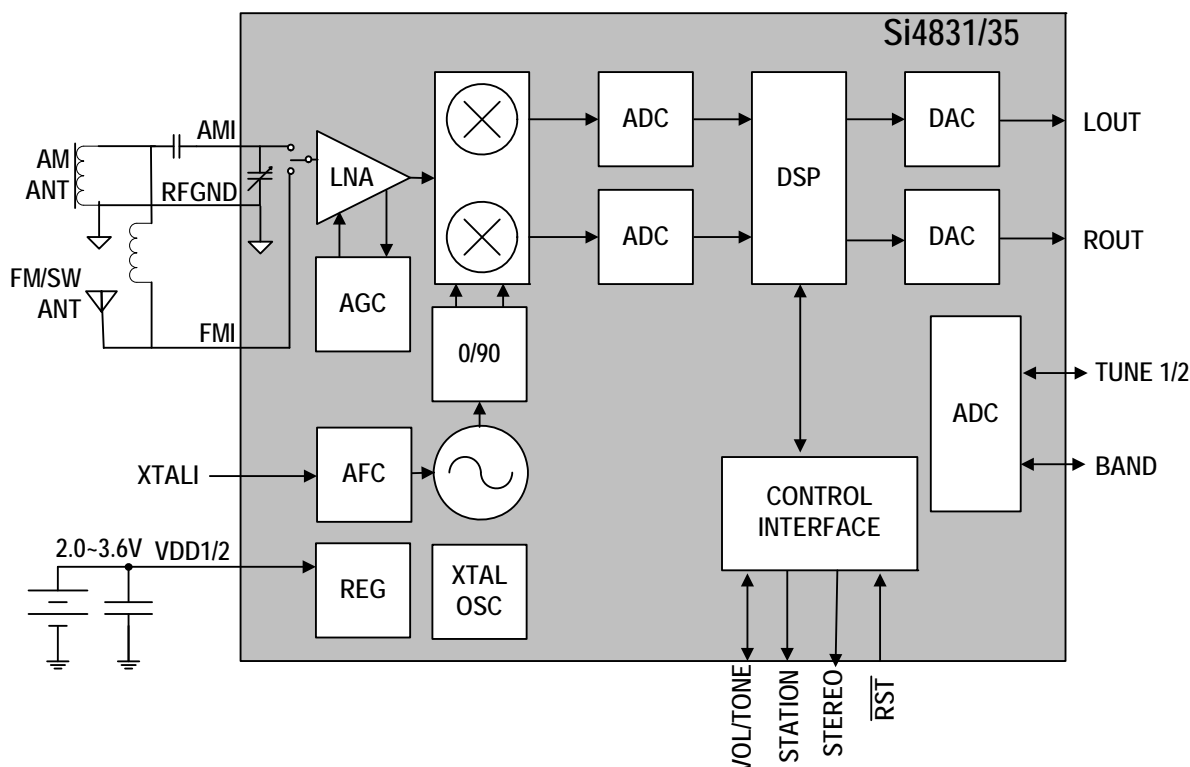 Si4831/35
AMI
AM
ANT
RFGND
FM/SW
ANT
FMI
LNA
AGC
0/90
ADC
ADC
DSP
DAC
DAC
LOUT
ROUT
ADC
TUNE 1/2
BAND
XTALI
AFC
2.0~3.6V
VDD1/2
REG
XTAL
OSC
CONTROL
INTERFACE
VOL/TONE
STATION
STEREO
RST